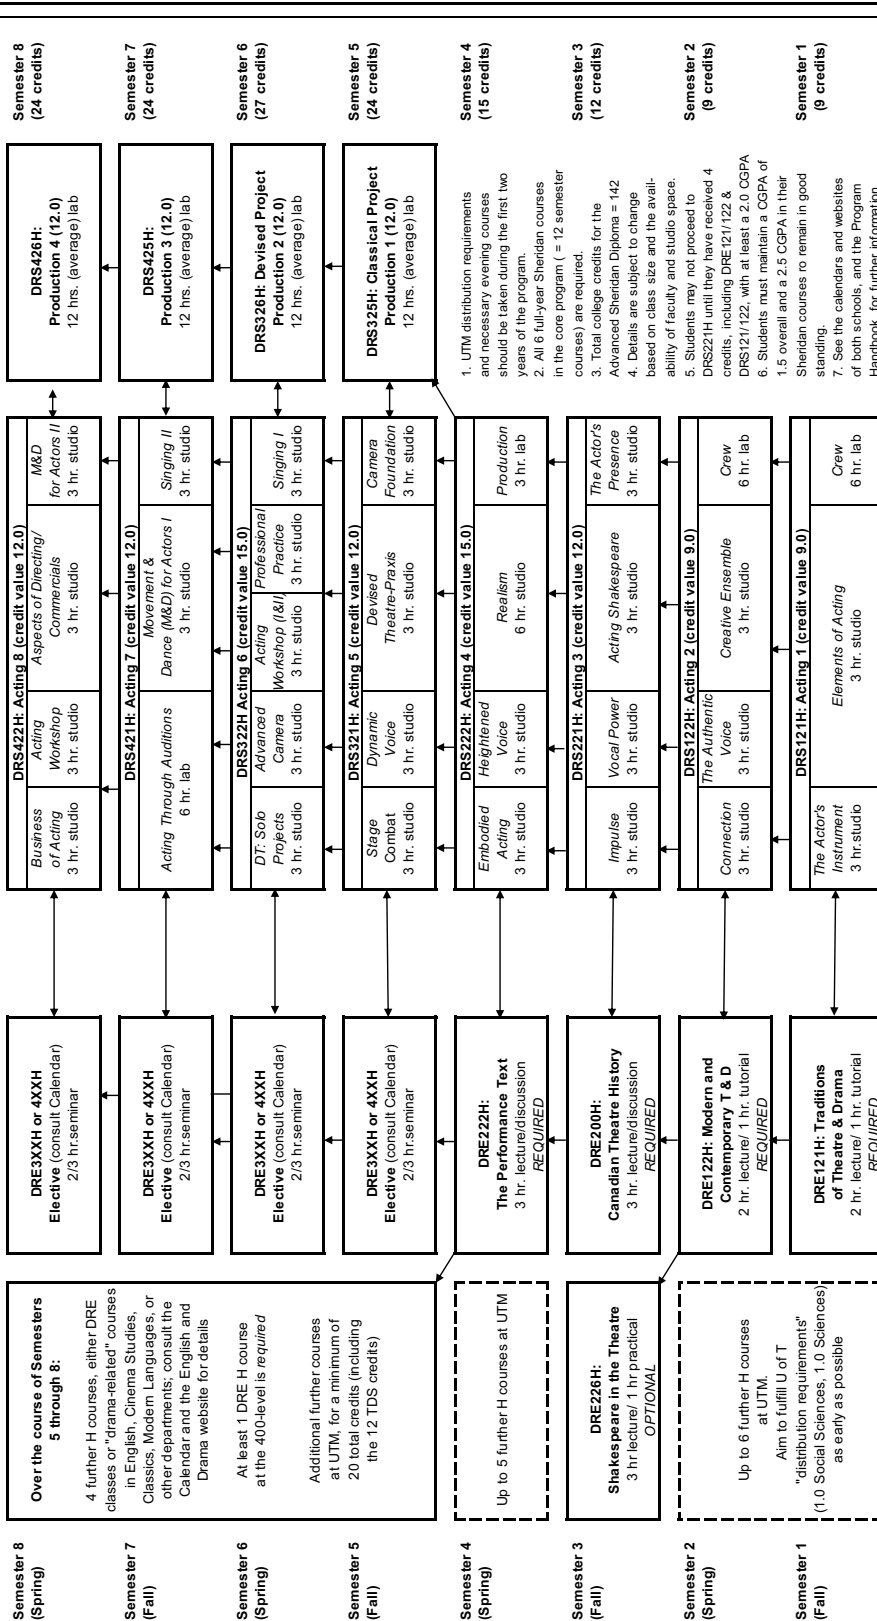 Semester 8
(Spring)
Semester 7
(Fall)
Semester 6
(Spring)
Semester 5
(Fall)
Semester 4
(Spring)
Semester 3
(Fall)
Semester 2
(Spring)
Semester 1
(Fall)
Over the course of Semesters
5 through 8:
4 further H courses, either DRE
classes or "drama-related" courses
in English, Cinema Studies,
Classics, Modern Languages, or
other departments; consult the
Calendar and the English and
Drama website for details
At least 1 DRE H course
at the 400-level is required
Additional further courses
at UTM, for a minimum of
20 total credits (including
the 12 TDS credits)
Up to 5 further H courses at UTM
DRE226H:
Shakespeare in the Theatre
3 hr lecture/ 1 hr practical
OPTIONAL
Up to 6 further H courses
at UTM.
Aim to fulfill U of T
"distribution requirements"
(1.0 Social Sciences, 1.0 Sciences)
as early as possible
DRE3XXH or 4XXH
Elective (consult Calendar)
2/3 hr.seminar
DRE3XXH or 4XXH
Elective (consult Calendar)
2/3 hr.seminar
DRE3XXH or 4XXH
Elective (consult Calendar)
2/3 hr.seminar
DRE3XXH or 4XXH
Elective (consult Calendar)
2/3 hr.seminar
DRE222H:
The Performance Text
3 hr. lecture/discussion
REQUIRED
DRE200H:
Canadian Theatre History
3 hr. lecture/discussion
REQUIRED
DRE122H: Modern and
Contemporary T & D
2 hr. lecture/ 1 hr. tutorial
REQUIRED
DRE121H: Traditions
of Theatre & Drama
2 hr. lecture/ 1 hr. tutorial
REQUIRED
DRS422H: Acting 8 (credit value 12.0)
Business
of Acting
3 hr. studio
Acting
Workshop
3 hr. studio
Aspects of Directing/
Commercials
3 hr. studio
M&D
for Actors II
3 hr. studio
DRS421H: Acting 7 (credit value 12.0)
Acting Through Auditions
6 hr. lab
Movement &
Dance (M&D) for Actors I
3 hr. studio
Singing II
3 hr. studio
DRS322H Acting 6 (credit value 15.0)
DT: Solo
Projects
3 hr. studio
Advanced
Camera
3 hr. studio
Acting
Workshop (I&II)
3 hr. studio
Professional
Practice
3 hr. studio
Singing I
3 hr. studio
DRS321H: Acting 5 (credit value 12.0)
Stage
Combat
3 hr. studio
Dynamic
Voice
3 hr. studio
Devised
Theatre-Praxis
3 hr. studio
Camera
Foundation
3 hr. studio
DRS222H: Acting 4 (credit value 15.0)
Embodied
Acting
3 hr. studio
Heightened
Voice
3 hr. studio
Realism
6 hr. studio
Production
3 hr. lab
DRS221H: Acting 3 (credit value 12.0)
Impulse
3 hr.studio
Vocal Power
3 hr. studio
Acting Shakespeare
3 hr. studio
The Actor's
Presence
3 hr. studio
DRS122H: Acting 2 (credit value 9.0)
Connection
3 hr. studio
The Authentic
Voice
3 hr. studio
Creative Ensemble
3 hr. studio
Crew
6 hr. lab
DRS121H: Acting 1 (credit value 9.0)
The Actor's
Instrument
3 hr.studio
Elements of Acting
3 hr. studio
Crew
6 hr. lab
DRS426H:
Production 4 (12.0)
12 hrs. (average) lab
DRS425H:
Production 3 (12.0)
12 hrs. (average) lab
DRS326H: Devised Project
Production 2 (12.0)
12 hrs. (average) lab
DRS325H: Classical Project
Production 1 (12.0)
12 hrs. (average) lab
1. UTM distribution requirements
and necessary evening courses
should be taken during the first two
years of the program.
2. All 6 full-year Sheridan courses
in the core program ( = 12 semester
courses) are required.
3. Total college credits for the
Advanced Sheridan Diploma = 142
4. Details are subject to change
based on class size and the avail-
ability of faculty and studio space.
5. Students may not proceed to
DRS221H until they have received 4
credits, including DRE121/122 &
DRS121/122, with at least a 2.0 CGPA
6. Students must maintain a CGPA of
1.5 overall and a 2.5 CGPA in their
Sheridan courses ro remain in good
standing.
7. See the calendars and websites
of both schools, and the Program
Handbook, for further information
Semester 8
(24 credits)
Semester 7
(24 credits)
Semester 6
(27 credits)
Semester 5
(24 credits)
Semester 4
(15 credits)
Semester 3
(12 credits)
Semester 2
(9 credits)
Semester 1
(9 credits)